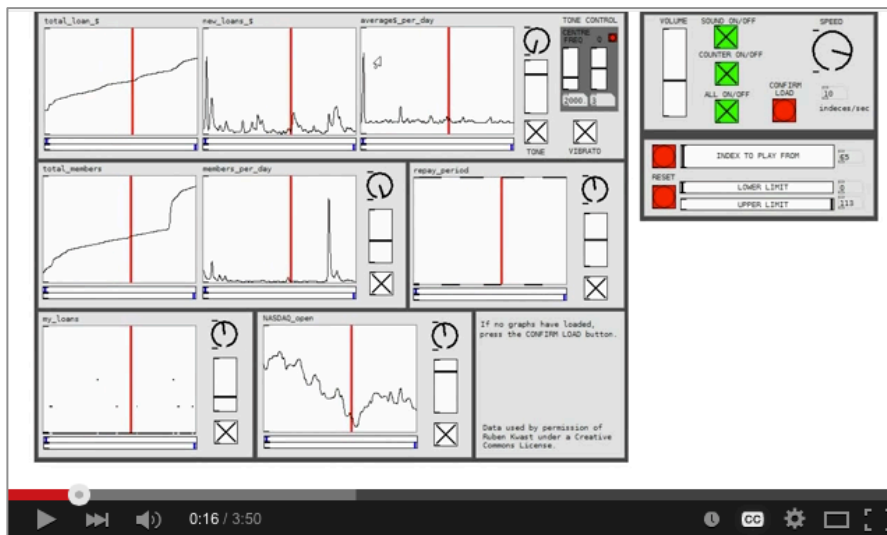 total_loan_$
new_loans_$
average$_per_day
TONE CONTROL
CENTRE
FREQ Q
2000.
3
TONE
VIBRATO
VOLUME
SOUND ON/OFF
COUNTER ON/OFF
ALL ON/OFF
SPEED
CONFIRM
LOAD
10
indeces/sec
INDEX TO PLAY FROM
65
RESET
LOWER LIMIT
0
UPPER LIMIT
113
total_members
members_per_day
repay_period
my_loans
NASDAQ_open
If no graphs have loaded,
press the CONFIRM LOAD button.
Data used by permission of
Ruben Kwast under a Creative
Commons License.
0:16 / 3:50
CC